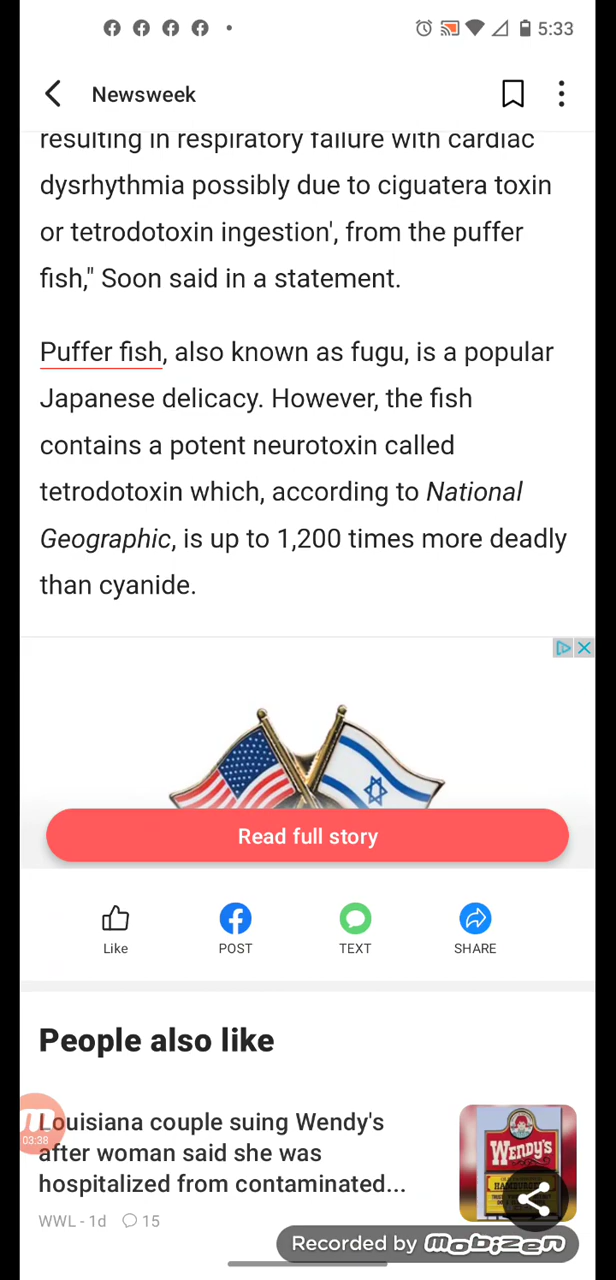 5:33
Newsweek
resulting in respiratory failure with cardiac
dysrhythmia possibly due to ciguatera toxin
or tetrodotoxin ingestion', from the puffer
fish," Soon said in a statement.
Puffer fish, also known as fugu, is a popular
Japanese delicacy. However, the fish
contains a potent neurotoxin called
tetrodotoxin which, according to National
Geographic, is up to 1,200 times more deadly
than cyanide.
Read full story
Like
POST
TEXT
SHARE
People also like
Louisiana couple suing Wendy's
after woman said she was
hospitalized from contaminated...
WWL - 1d 15
03:38
WENDY'S
HAMBURGERS
Recorded by mobizen